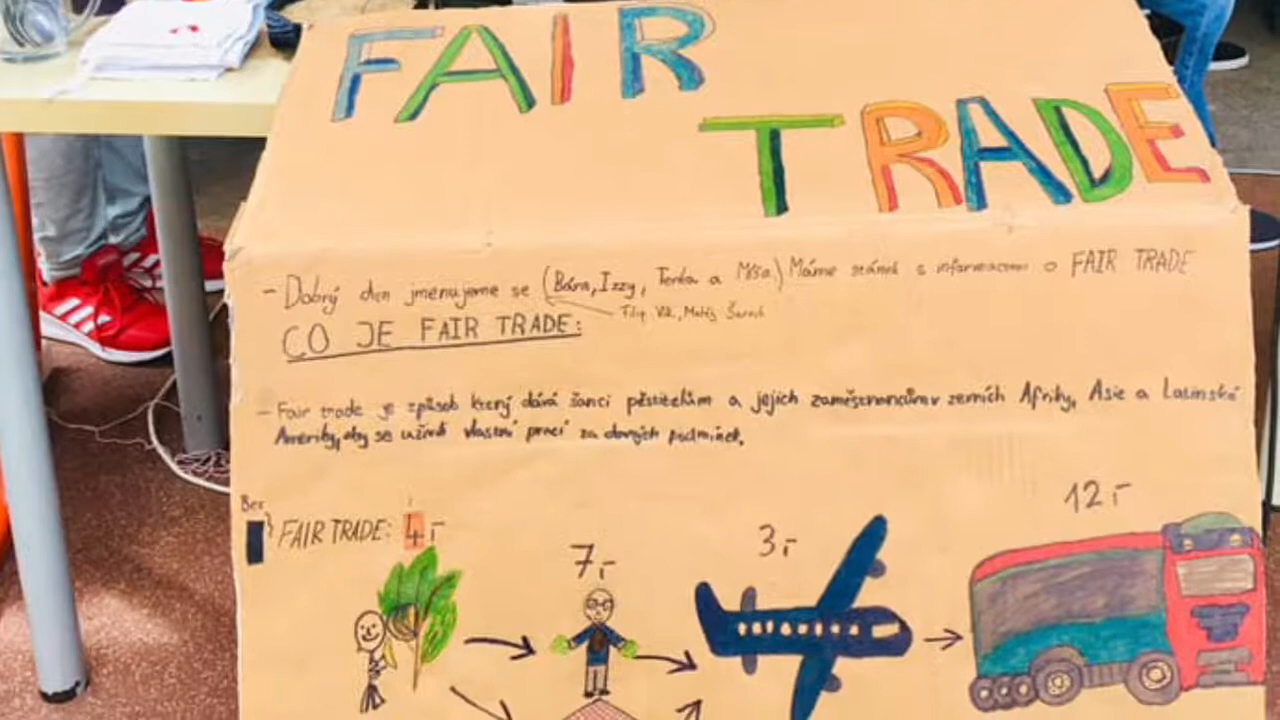 FAIR
TRADE
- Dobrý den jmenujeme se (Bára, Izzy, Terka a Míša) Máme stánek s informacemi o FAIR TRADE
Filip Vlk, Matěj
CO JE FAIR TRADE:
- Fair trade je způsob který dává šanci pěstitelům a jejich zaměstnancům v zemích Afriky, Asie a Latinské
Ameriky, aby se uživili vlastní prací za daných podmínek.
Bez
FAIR TRADE: 4,-
7,-
3,-
12,-